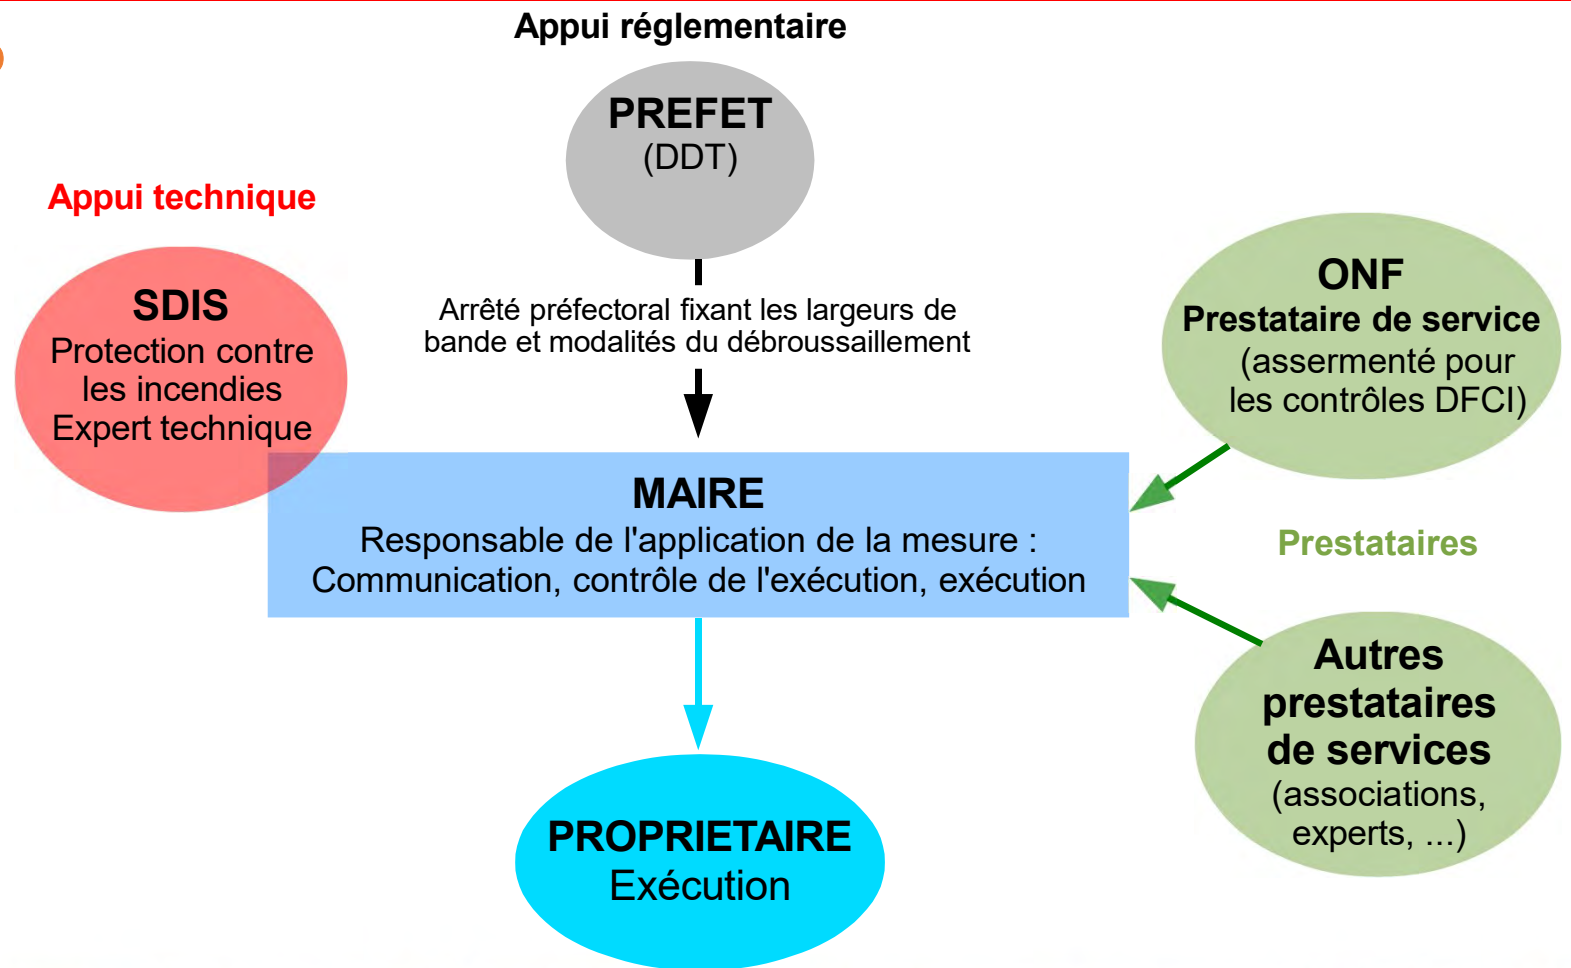 Appui réglementaire
PREFET
(DDT)
Appui technique
SDIS
Protection contre
les incendies
Expert technique
Arrêté préfectoral fixant les largeurs de
bande et modalités du débroussaillement
ONF
Prestataire de service
(assermenté pour
les contrôles DFCI)
MAIRE
Responsable de l'application de la mesure :
Communication, contrôle de l'exécution, exécution
Prestataires
Autres
prestataires
de services
(associations,
experts, ...)
PROPRIETAIRE
Exécution